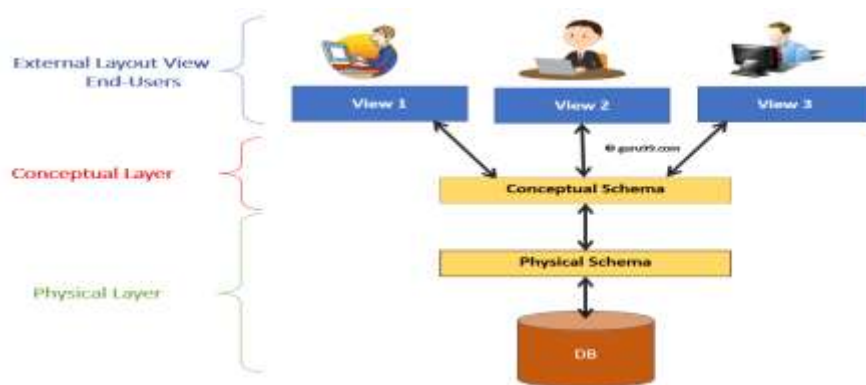 External Layout View
End-Users
View 1
View 2
View 3
© guru99.com
Conceptual Layer
Conceptual Schema
Physical Schema
Physical Layer
DB